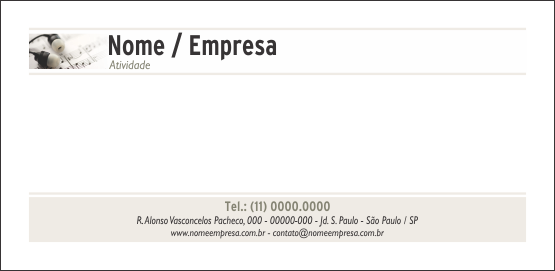 Nome / Empresa
Atividade
Tel.: (11) 0000.0000
R. Alonso Vasconcelos Pacheco, 000 - 00000-000 - Jd. S. Paulo - São Paulo / SP
www.nomeempresa.com.br - contato@nomeempresa.com.br